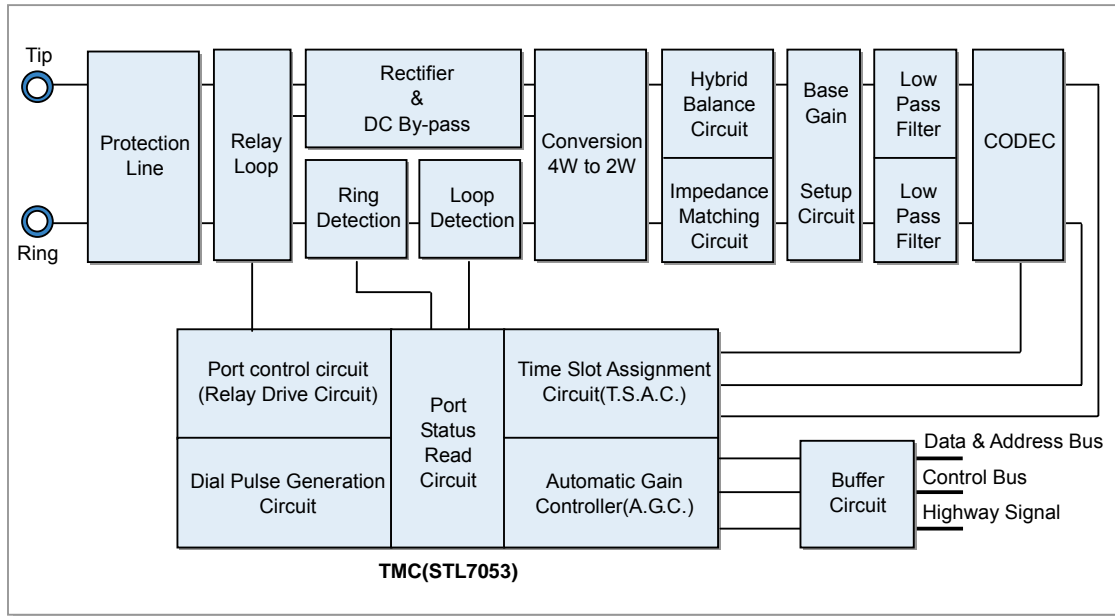 Tip
Ring
Protection
Line
Relay
Loop
Rectifier
&
DC By-pass
Ring
Detection
Loop
Detection
Conversion
4W to 2W
Hybrid
Balance
Circuit
Impedance
Matching
Circuit
Base
Gain
Setup
Circuit
Low
Pass
Filter
Low
Pass
Filter
CODEC
Port control circuit
(Relay Drive Circuit)
Dial Pulse Generation
Circuit
Port
Status
Read
Circuit
Time Slot Assignment
Circuit(T.S.A.C.)
Automatic Gain
Controller(A.G.C.)
Buffer
Circuit
Data & Address Bus
Control Bus
Highway Signal
TMC(STL7053)